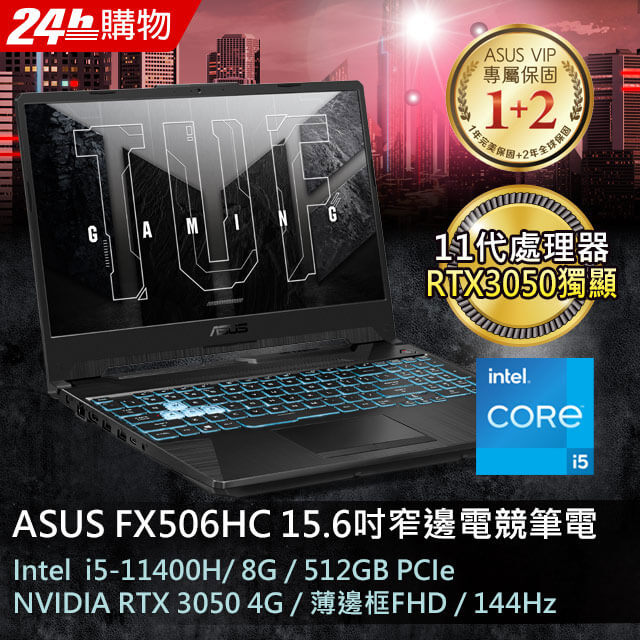 24h購物
ASUS VIP
專屬保固
1+2
1年完美保固+2年全球保固
TUF
GAMING
ASUS
11代處理器
RTX3050獨顯
intel
CORE
i5
ASUS FX506HC 15.6吋窄邊電競筆電
Intel i5-11400H/ 8G / 512GB PCIe
NVIDIA RTX 3050 4G / 薄邊框FHD / 144Hz